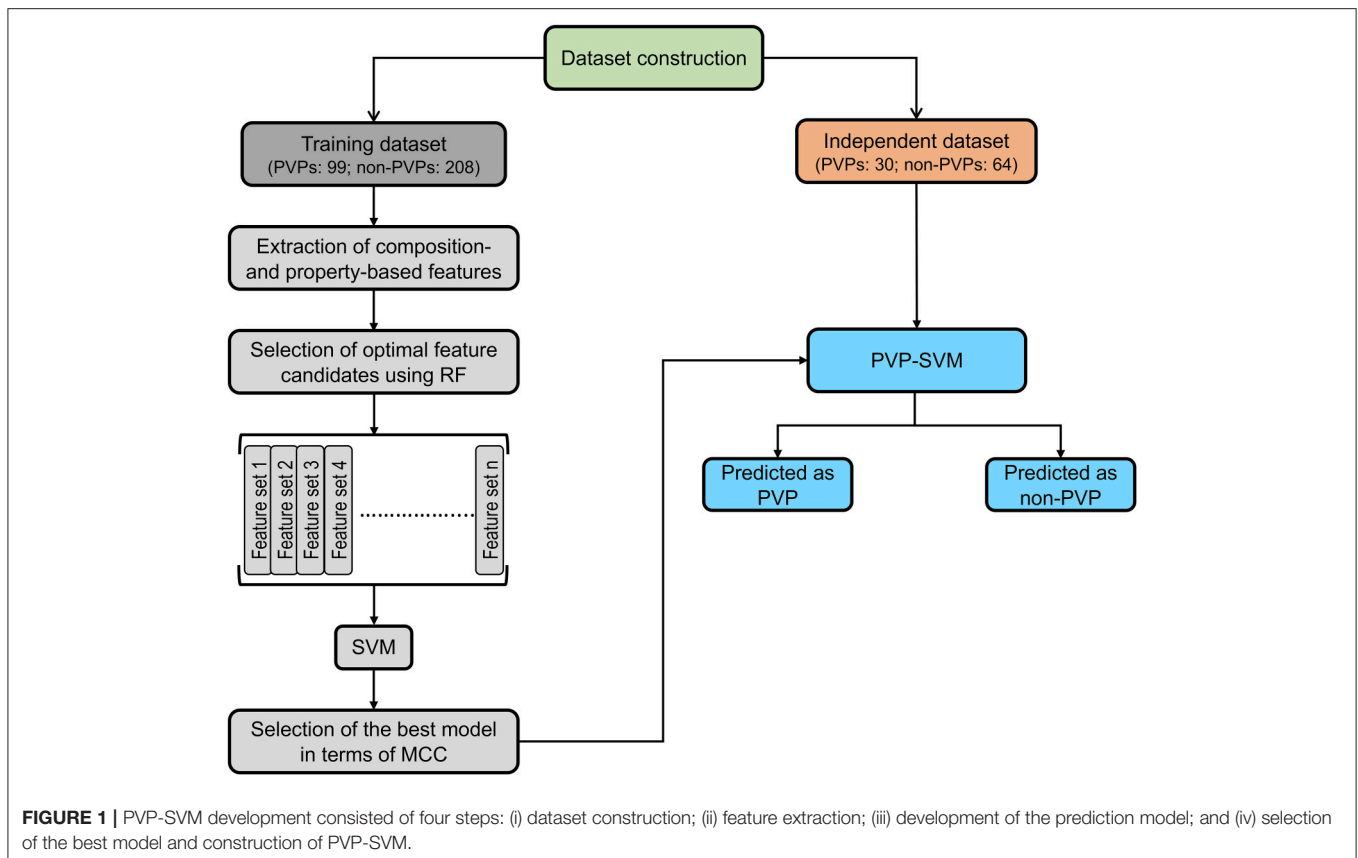 Dataset construction
Training dataset
(PVPs: 99; non-PVPs: 208)
Independent dataset
(PVPs: 30; non-PVPs: 64)
Extraction of composition-
and property-based features
Selection of optimal feature
candidates using RF
Feature set 1
Feature set 2
Feature set 3
Feature set 4
....................
Feature set n
SVM
Selection of the best model
in terms of MCC
PVP-SVM
Predicted as
PVP
Predicted as
non-PVP
FIGURE 1 | PVP-SVM development consisted of four steps: (i) dataset construction; (ii) feature extraction; (iii) development of the prediction model; and (iv) selection
of the best model and construction of PVP-SVM.